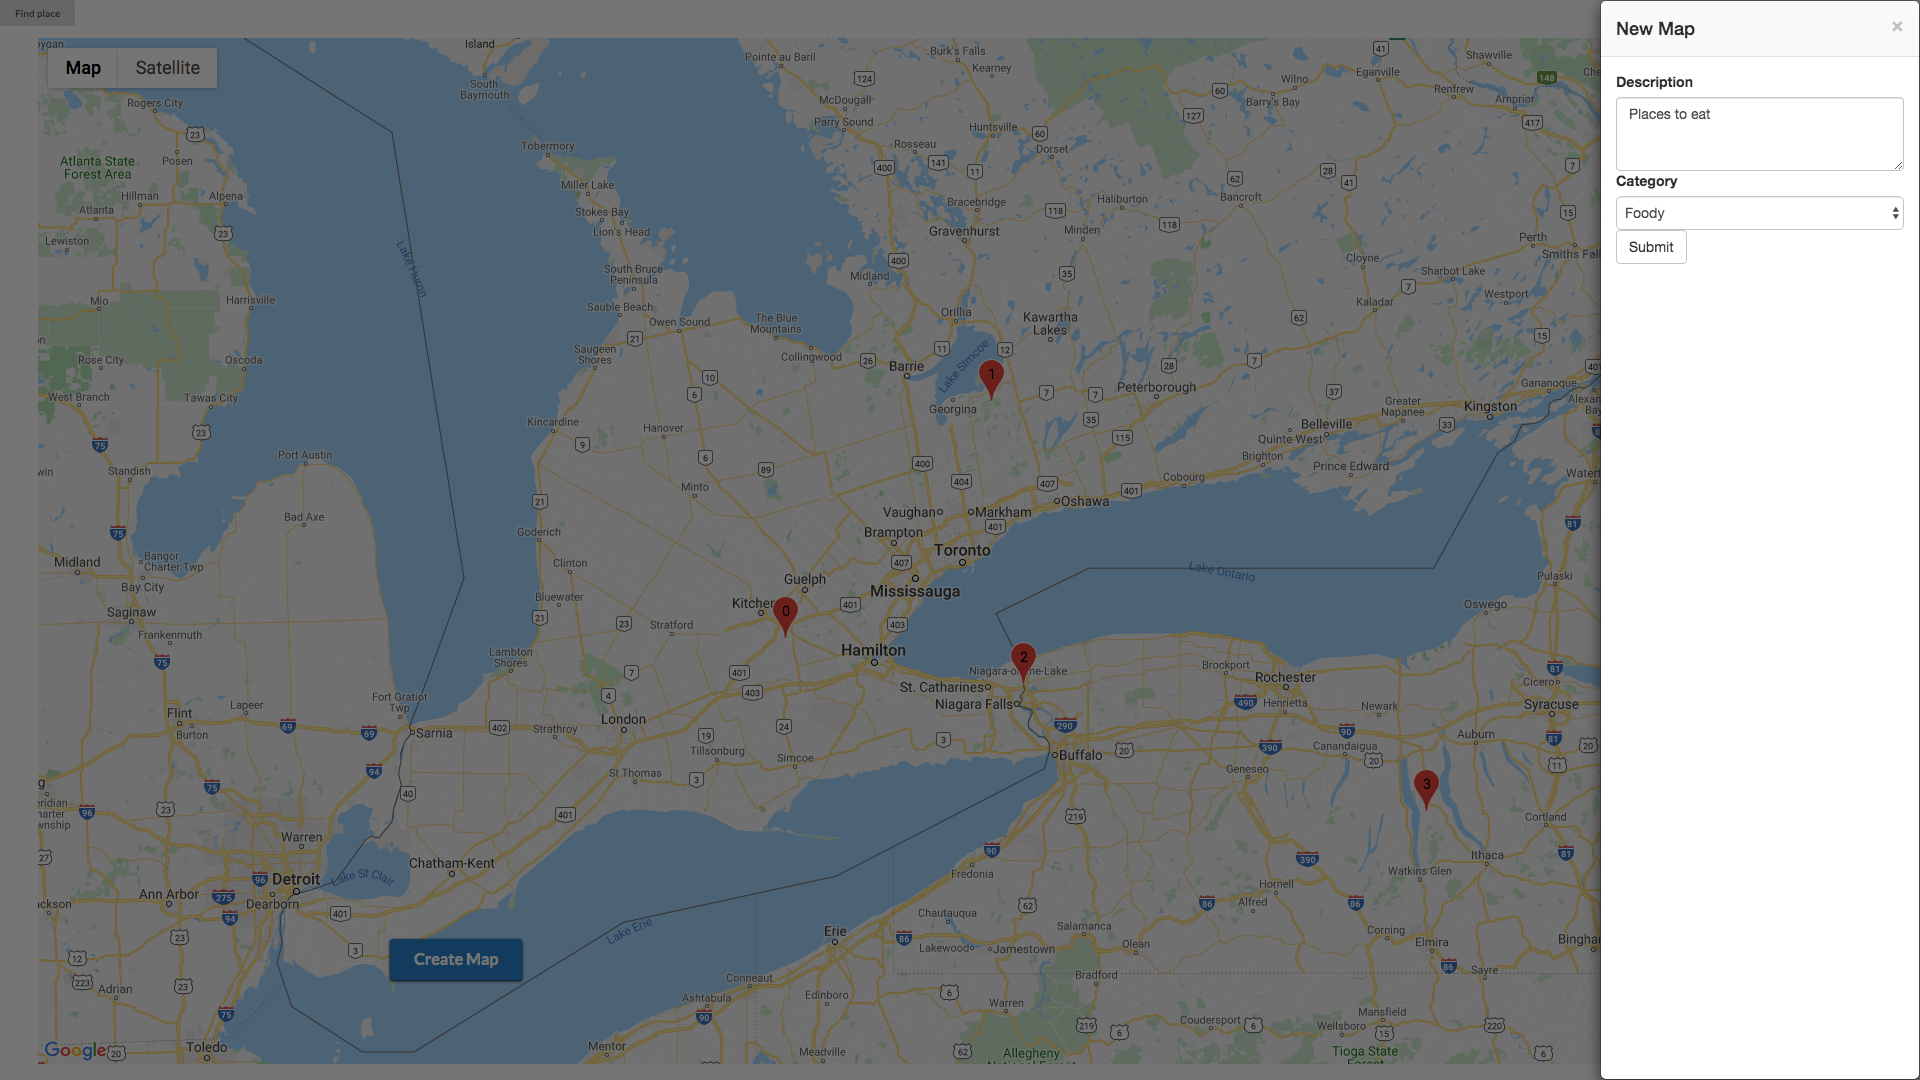 Find place
New Map
×
Description
Places to eat
Category
Foody
Submit
Map
Satellite
Island
South
Baymouth
Pointe au Baril
Burk's Falls
Kearney
Wilno
Barry's Bay
Eganville
Shawville
Renfrew
Arnprior
Rogers City
Posen
Atlanta State
Forest Area
Hillman
Alpena
Atlanta
Lewiston
Mio
Harrisville
Rose City
Oscoda
West Branch
Tawas City
Standish
Port Austin
Bad Axe
Midland
Bangor
Charter Twp
Bay City
Saginaw
Frankenmuth
Flint
Burton
Lapeer
Fort Gratiot
Twp
Sarnia
Lake Huron
Tobermory
Miller Lake
Stokes Bay
Lion's Head
South Bruce
Peninsula
Sauble Beach
Owen Sound
Saugeen
Shores
Kincardine
Hanover
Minto
Goderich
Clinton
Bluewater
Stratford
Lambton
Shores
The Blue
Mountains
Collingwood
McDougall
Parry Sound
Rosseau
Huntsville
Dorset
Bracebridge
Gravenhurst
Haliburton
Minden
Bancroft
Midland
Orillia
Kawartha
Lakes
Barrie
Lake Simcoe
Georgina
Peterborough
Cloyne
Kaladar
Sharbot Lake
Perth
Smiths Fall
Westport
Gananoque
Kingston
Greater
Napanee
Belleville
Quinte West
Brighton
Prince Edward
Cobourg
Oshawa
Vaughan
Markham
Brampton
Toronto
Mississauga
Guelph
Hamilton
0
1
2
3
Lake Ontario
Pulaski
Oswego
St. Catharines
Niagara Falls
Buffalo
Brockport
Rochester
Henrietta
Newark
Canandaigua
Geneseo
Auburn
Cicero
Syracuse
Cortland
Ithaca
Watkins Glen
Hornell
Alfred
Corning
Elmira
Sayre
Mansfield
Wellsboro
Tioga State
Coudersport
Olean
Salamanca
Bradford
Warren
Allegheny
Jamestown
Lakewood
Chautauqua
Fredonia
Erie
Edinboro
Meadville
Conneaut
Ashtabula
Mentor
Lake Erie
London
Strathroy
St Thomas
Tillsonburg
Simcoe
Chatham-Kent
Warren
Detroit
Lake St Clair
Dearborn
Ann Arbor
Adrian
Toledo
Create Map
Google